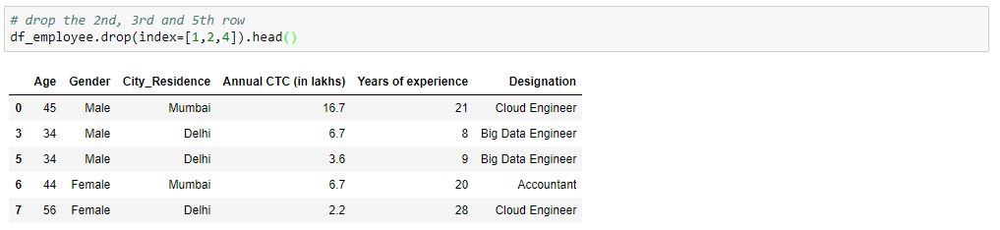 # drop the 2nd, 3rd and 5th row
df_employee.drop(index=[1,2,4]).head()
Age Gender City_Residence Annual CTC (in lakhs) Years of experience Designation
0 45 Male Mumbai 16.7 21 Cloud Engineer
3 34 Male Delhi 6.7 8 Big Data Engineer
5 34 Male Delhi 3.6 9 Big Data Engineer
6 44 Female Mumbai 6.7 20 Accountant
7 56 Female Delhi 2.2 28 Cloud Engineer